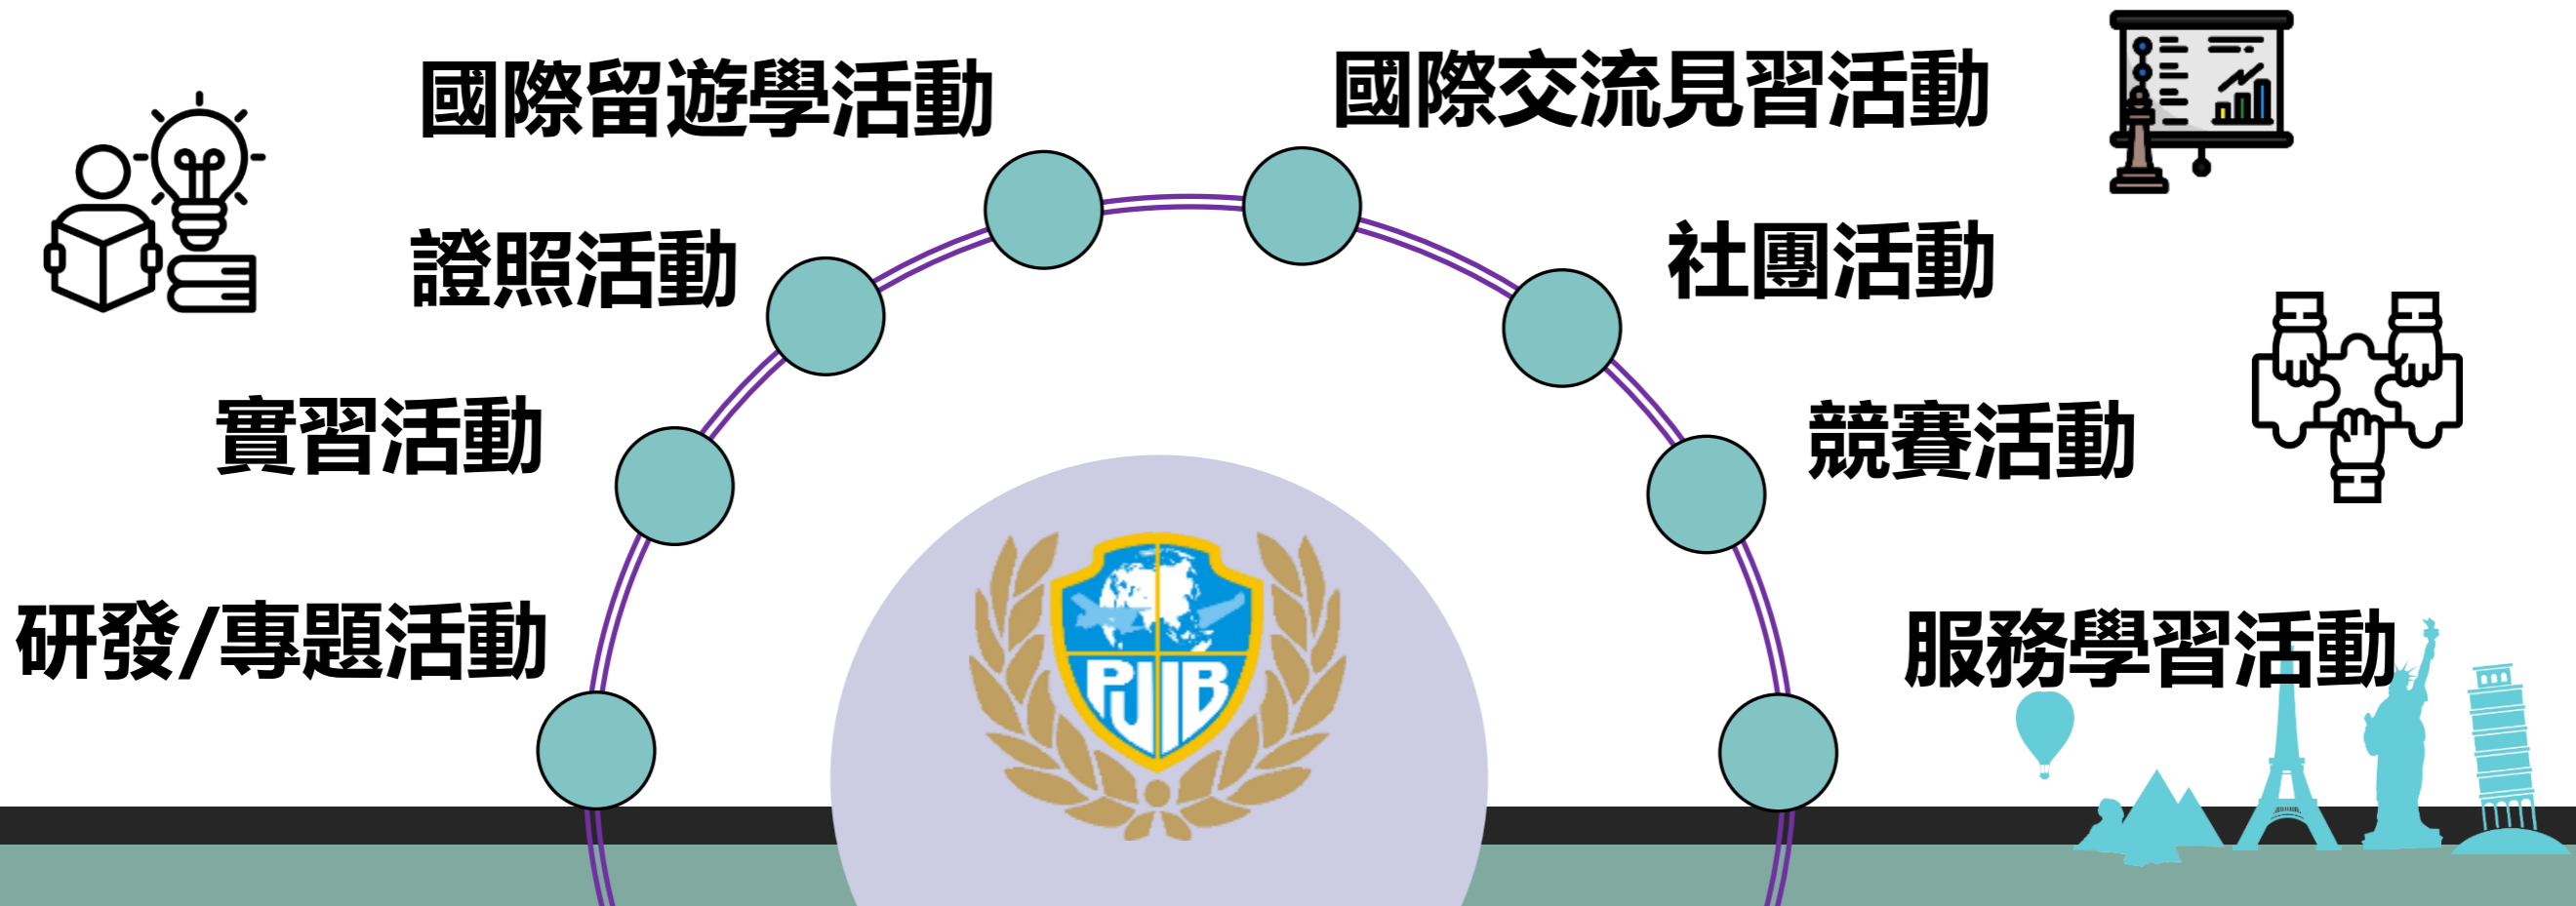 國際留遊學活動
國際交流見習活動
證照活動
社團活動
實習活動
競賽活動
研發/專題活動
服務學習活動
PUIB